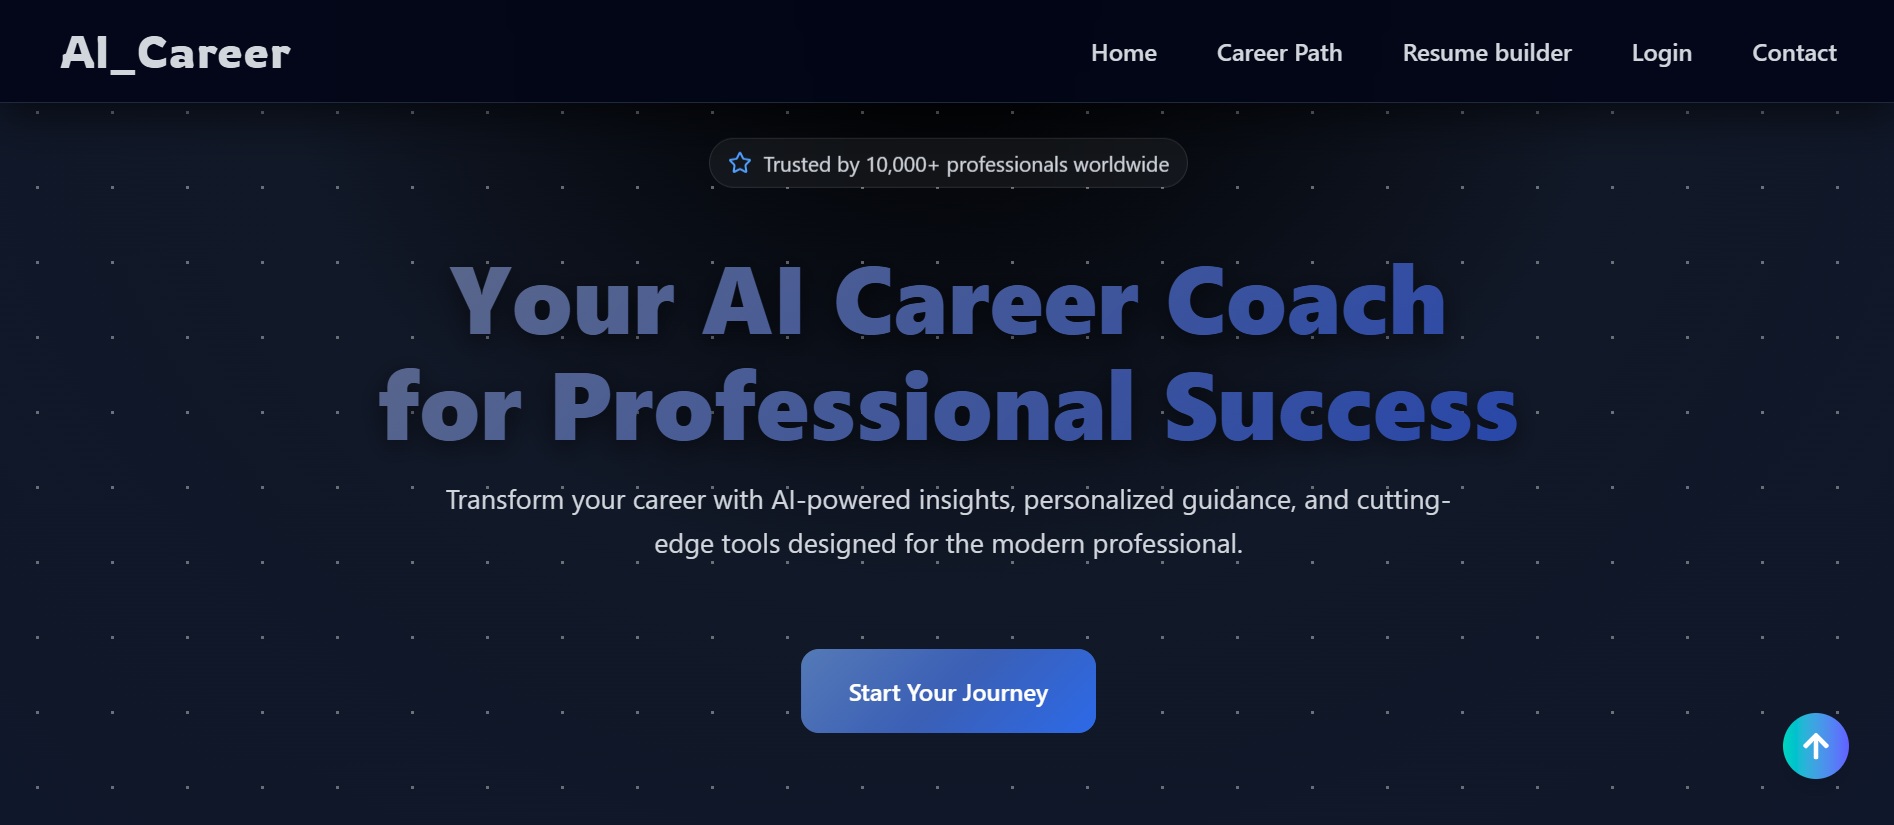 AI_Career
Home
Career Path
Resume builder
Login
Contact
Trusted by 10,000+ professionals worldwide
Your AI Career Coach
for Professional Success
Transform your career with AI-powered insights, personalized guidance, and cutting-
edge tools designed for the modern professional.
Start Your Journey